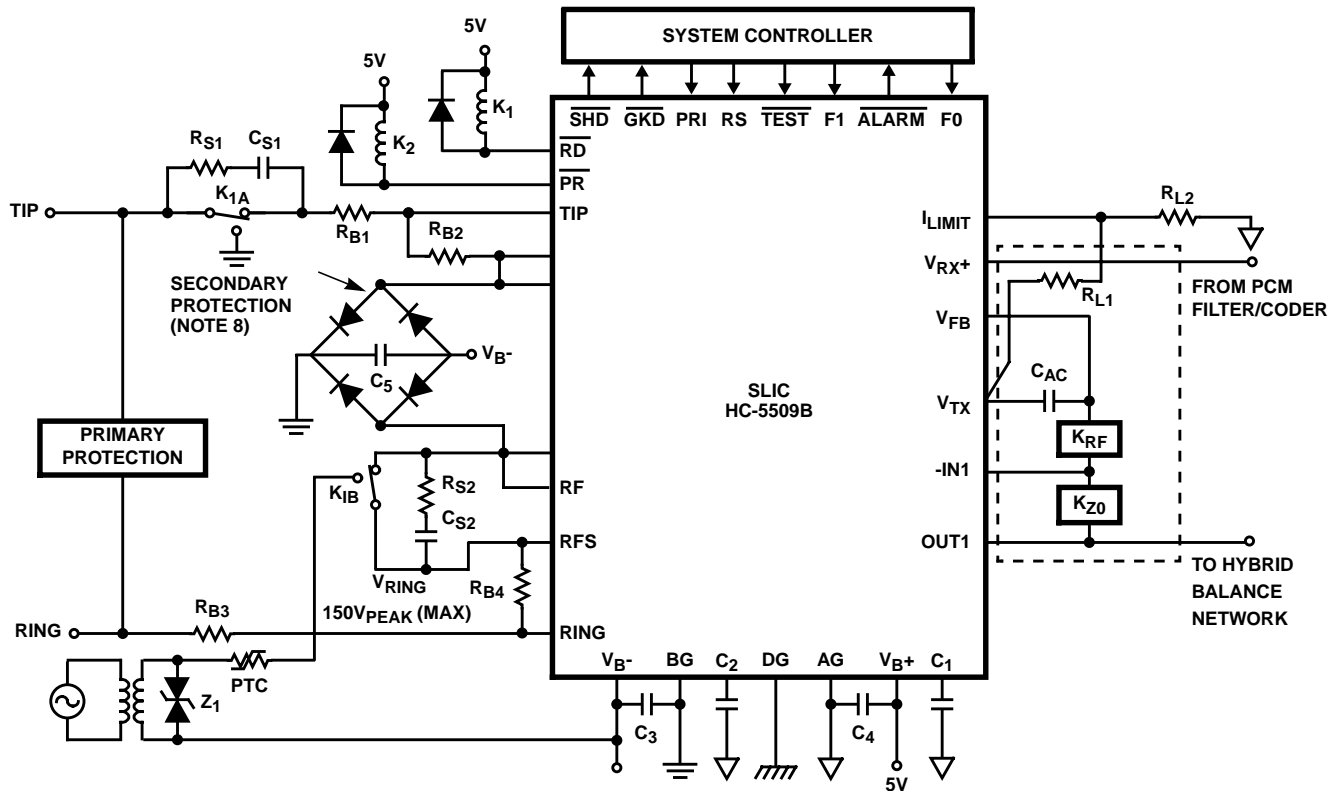 SYSTEM CONTROLLER
5V
5V
K1
K2
SHD GKD PRI RS TEST F1 ALARM F0
RD
PR
RS1 CS1
K1A
TIP
TIP
RB1
RB2
ILIMIT
RL2
VRX+
RL1
FROM PCM
FILTER/CODER
VFB
SECONDARY
PROTECTION
(NOTE 8)
VB-
C5
SLIC
HC-5509B
CAC
VTX
KRF
-IN1
KZ0
OUT1
TO HYBRID
BALANCE
NETWORK
PRIMARY
PROTECTION
KIB
RS2
CS2
RF
RFS
VRING
RB4
150VPEAK (MAX)
RB3
RING
RING
VB- BG C2 DG AG VB+ C1
PTC
Z1
C3
C4
5V